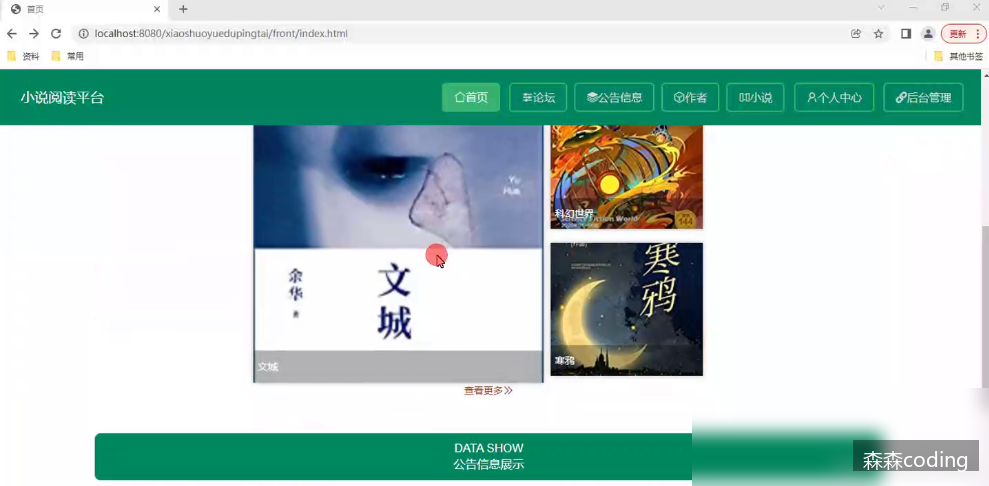 首页
localhost:8080/xiaoshuoyuedupingtai/front/index.html
更新
资料
常用
其他书签
小说阅读平台
首页
论坛
公告信息
作者
小说
个人中心
后台管理
Yu
Hua
余华
著
文城
文城
科幻世界
Science Fiction World
寒鸦
寒鸦
查看更多
DATA SHOW
公告信息展示
森森coding